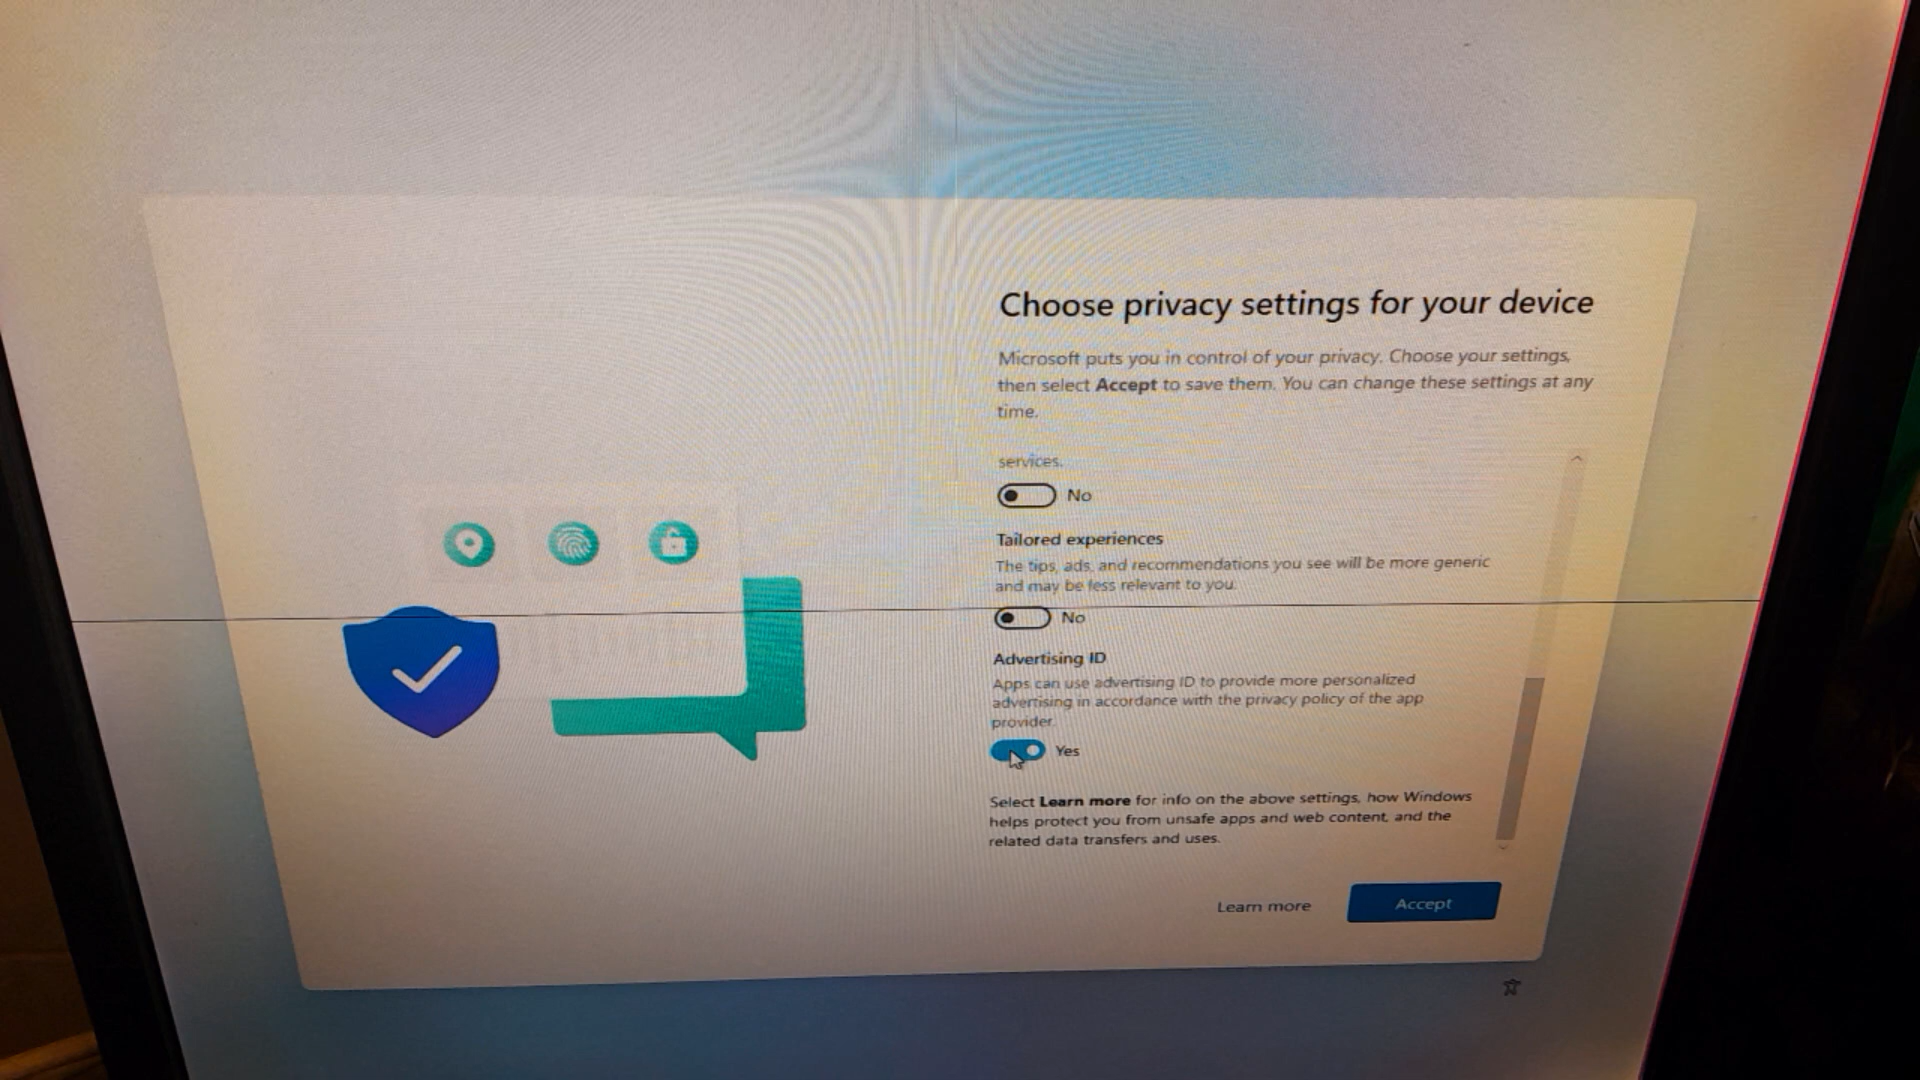 Choose privacy settings for your device
Microsoft puts you in control of your privacy. Choose your settings,
then select Accept to save them. You can change these settings at any
time.
services.
No
Tailored experiences
The tips, ads, and recommendations you see will be more generic
and may be less relevant to you.
No
Advertising ID
Apps can use advertising ID to provide more personalized
advertising in accordance with the privacy policy of the app
provider.
Yes
Select Learn more for info on the above settings, how Windows
helps protect you from unsafe apps and web content, and the
related data transfers and uses.
Learn more
Accept